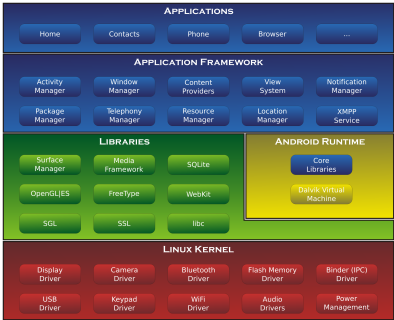 APPLICATIONS
Home Contacts Phone Browser ...
APPLICATION FRAMEWORK
Activity Manager Window Manager Content Providers View System Notification Manager
Package Manager Telephony Manager Resource Manager Location Manager XMPP Service
LIBRARIES
Surface Manager Media Framework SQLite
OpenGL|ES FreeType WebKit
SGL SSL libc
ANDROID RUNTIME
Core Libraries
Dalvik Virtual Machine
LINUX KERNEL
Display Driver Camera Driver Bluetooth Driver Flash Memory Driver Binder (IPC) Driver
USB Driver Keypad Driver WiFi Driver Audio Drivers Power Management